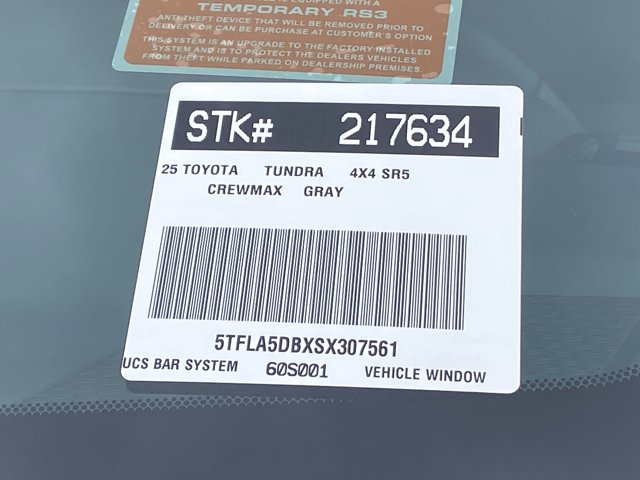 TEMPORARY RS3
ANTI-THEFT DEVICE THAT WILL BE REMOVED PRIOR TO
DELIVERY OR CAN BE PURCHASE AT CUSTOMER'S OPTION
THIS SYSTEM IS AN UPGRADE TO THE FACTORY INSTALLED
SYSTEM AND IS TO PROTECT THE DEALERS VEHICLES
FROM THEFT WHILE PARKED ON DEALERSHIP PREMISES.
STK# 217634
25 TOYOTA TUNDRA 4X4 SR5
CREWMAX GRAY
5TFLA5DBXSX307561
UCS BAR SYSTEM 60S001 VEHICLE WINDOW